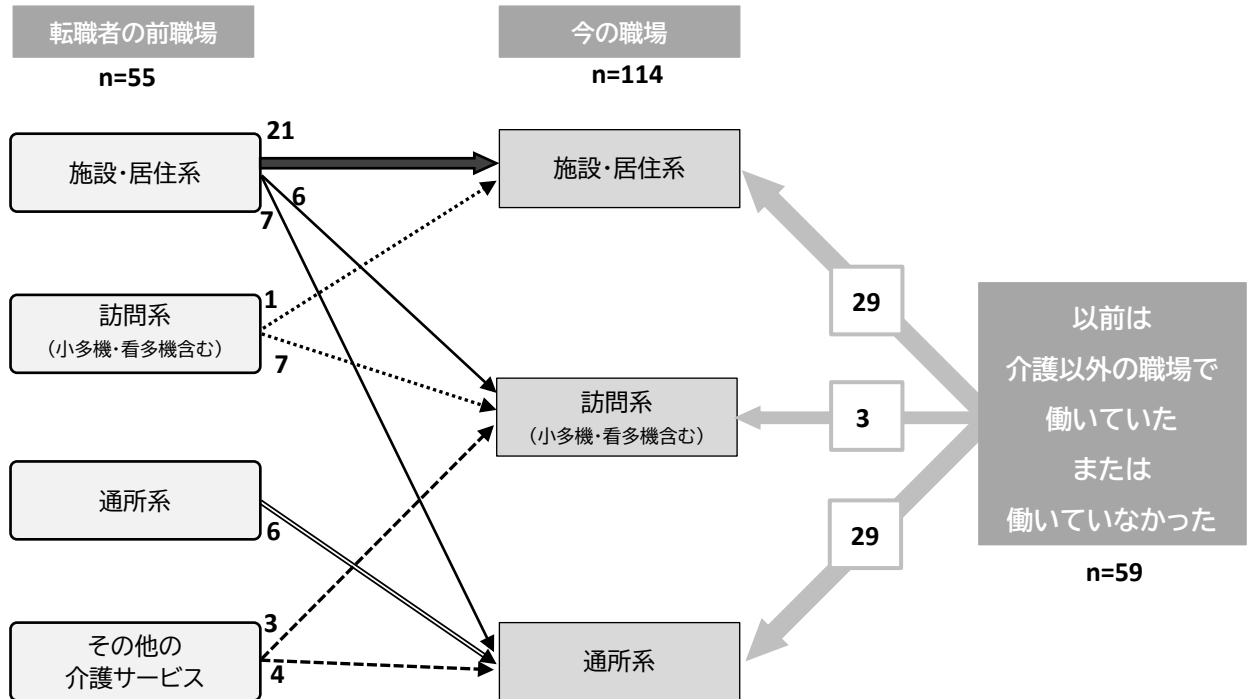 転職者の前職場
n=55
今の職場
n=114
施設・居住系
21
6
7
訪問系
（小多機・看多機含む）
1
7
通所系
6
その他の
介護サービス
3
4
施設・居住系
訪問系
（小多機・看多機含む）
通所系
29
3
29
以前は
介護以外の職場で
働いていた
または
働いていなかった
n=59